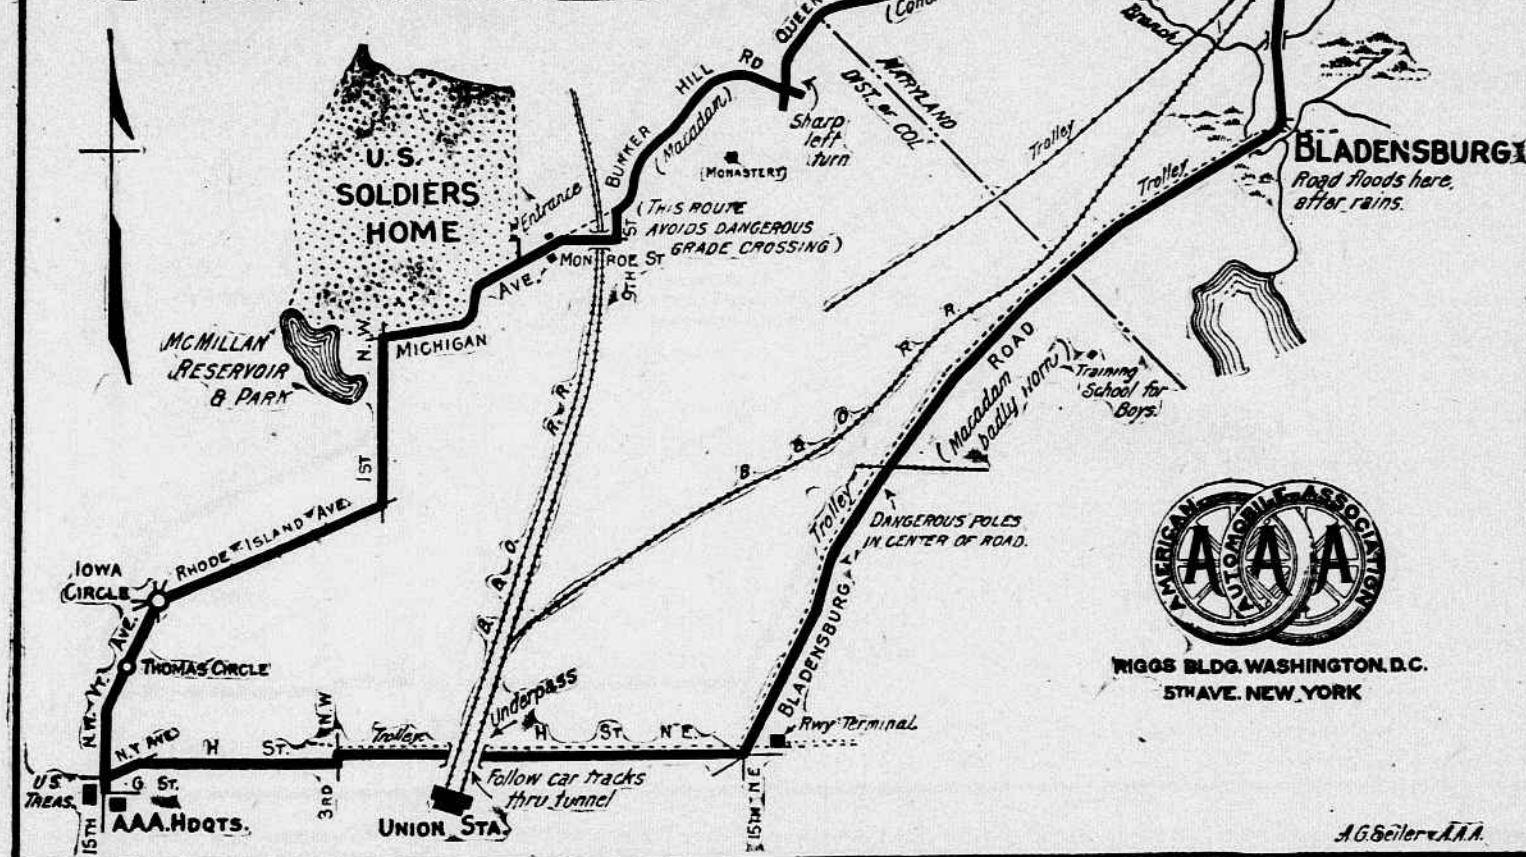 QUEEN
(Cond
Branch
RD
HILL
BUNKER
(Macadam)
MARYLAND
DIST. OF COL.
Sharp
left
turn
Trolley
Trolley
BLADENSBURG
Road floods here,
after rains.
U.S.
SOLDIERS
HOME
(MONASTERY)
Entrance
(THIS ROUTE
AVOIDS DANGEROUS
GRADE CROSSING)
MONROE ST
9TH ST
AVE.
MICHIGAN
N.W.
1ST
MCMILLAN
RESERVOIR
& PARK
R. R.
B. & O.
B. & O. R. R.
ROAD
(Macadam
badly worn)
Training
School for
Boys.
Trolley
DANGEROUS POLES
IN CENTER OF ROAD.
RHODE ISLAND AVE.
IOWA
CIRCLE
AVE.
THOMAS CIRCLE
VT.
N.W.
N.Y. AVE.
H ST.
N.W.
Trolley
Underpass
H ST. N.E.
BLADENSBURG
Rwy Terminal
AMERICAN AUTOMOBILE ASSOCIATION
A A A
RIGGS BLDG. WASHINGTON, D.C.
5TH AVE. NEW YORK
U.S.
TREAS.
G ST.
A.A.A. HDQTS.
15TH
3RD
UNION STA.
Follow car tracks
thru tunnel
15TH N E
A.G. Seiler A.A.A.